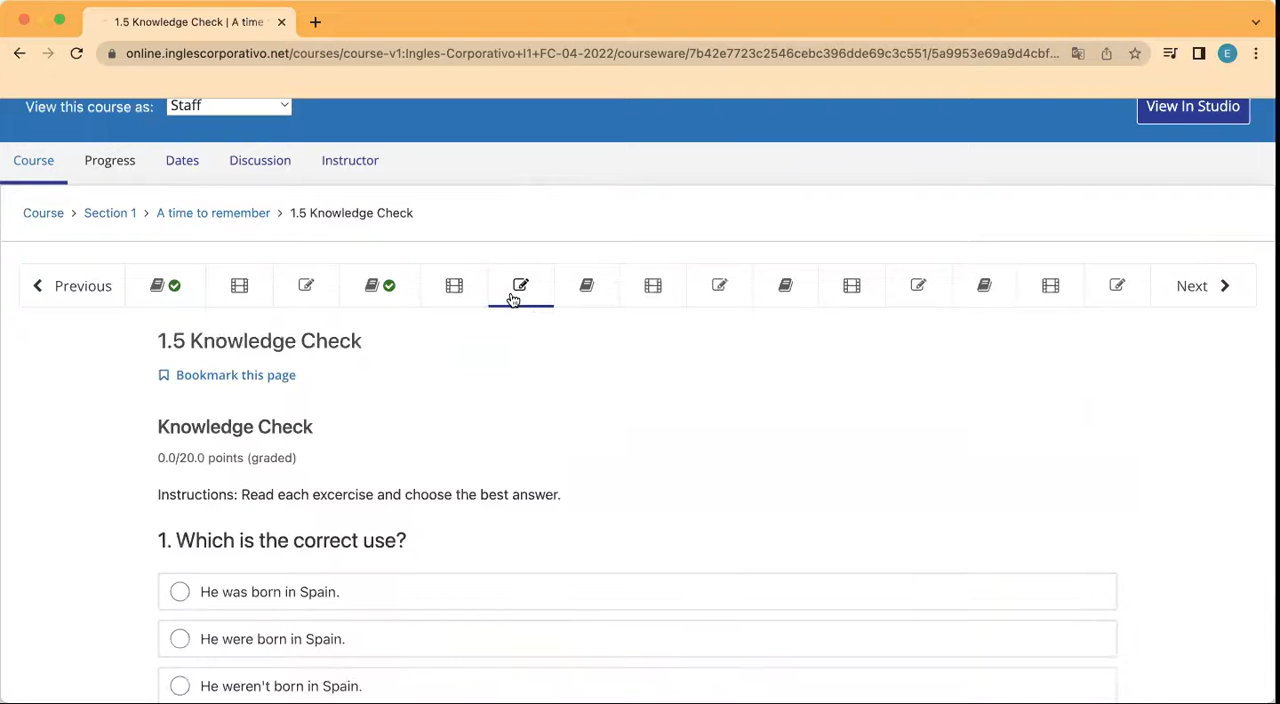 1.5 Knowledge Check | A time
online.inglescorporativo.net/courses/course-v1:Ingles-Corporativo+I1+FC-04-2022/courseware/7b42e7723c2546cebc396dde69c3c551/5a9953e69a9d4cbf...
E
View this course as:
Staff
View In Studio
Course
Progress
Dates
Discussion
Instructor
Course > Section 1 > A time to remember > 1.5 Knowledge Check
Previous
Next
1.5 Knowledge Check
Bookmark this page
Knowledge Check
0.0/20.0 points (graded)
Instructions: Read each excercise and choose the best answer.
1. Which is the correct use?
He was born in Spain.
He were born in Spain.
He weren't born in Spain.